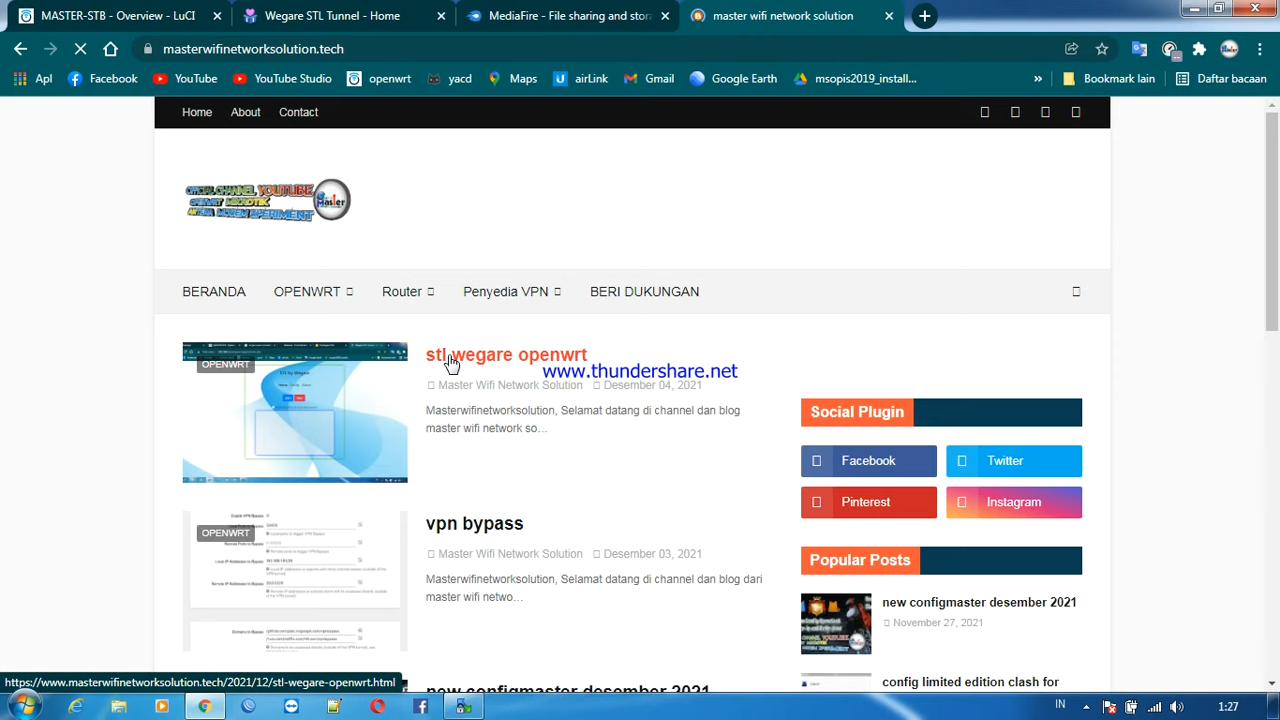 MASTER-STB - Overview - LuCI
Wegare STL Tunnel - Home
MediaFire - File sharing and stor
master wifi network solution
masterwifinetworksolution.tech
Apl
Facebook
YouTube
YouTube Studio
openwrt
yacd
Maps
airLink
Gmail
Google Earth
msopis2019_install...
»
Bookmark lain
Daftar bacaan
Home About Contact
OFFICIAL CHANNEL YOUTUBE
OPENWRT MIKROTIK
Master
BERANDA OPENWRT Router Penyedia VPN BERI DUKUNGAN
OPENWRT
stl wegare openwrt
www.thundershare.net
Master Wifi Network Solution Desember 04, 2021
Masterwifinetworksolution, Selamat datang di channel dan blog
master wifi network so…
Social Plugin
Facebook
Twitter
Pinterest
Instagram
OPENWRT
vpn bypass
Master Wifi Network Solution Desember 03, 2021
Masterwifinetworksolution, Selamat datang di channel dan blog dari
master wifi netwo…
Popular Posts
new configmaster desember 2021
November 27, 2021
config limited edition clash for
https://www.masterwifinetworksolution.tech/2021/12/stl-wegare-openwrt.html
IN
1:27